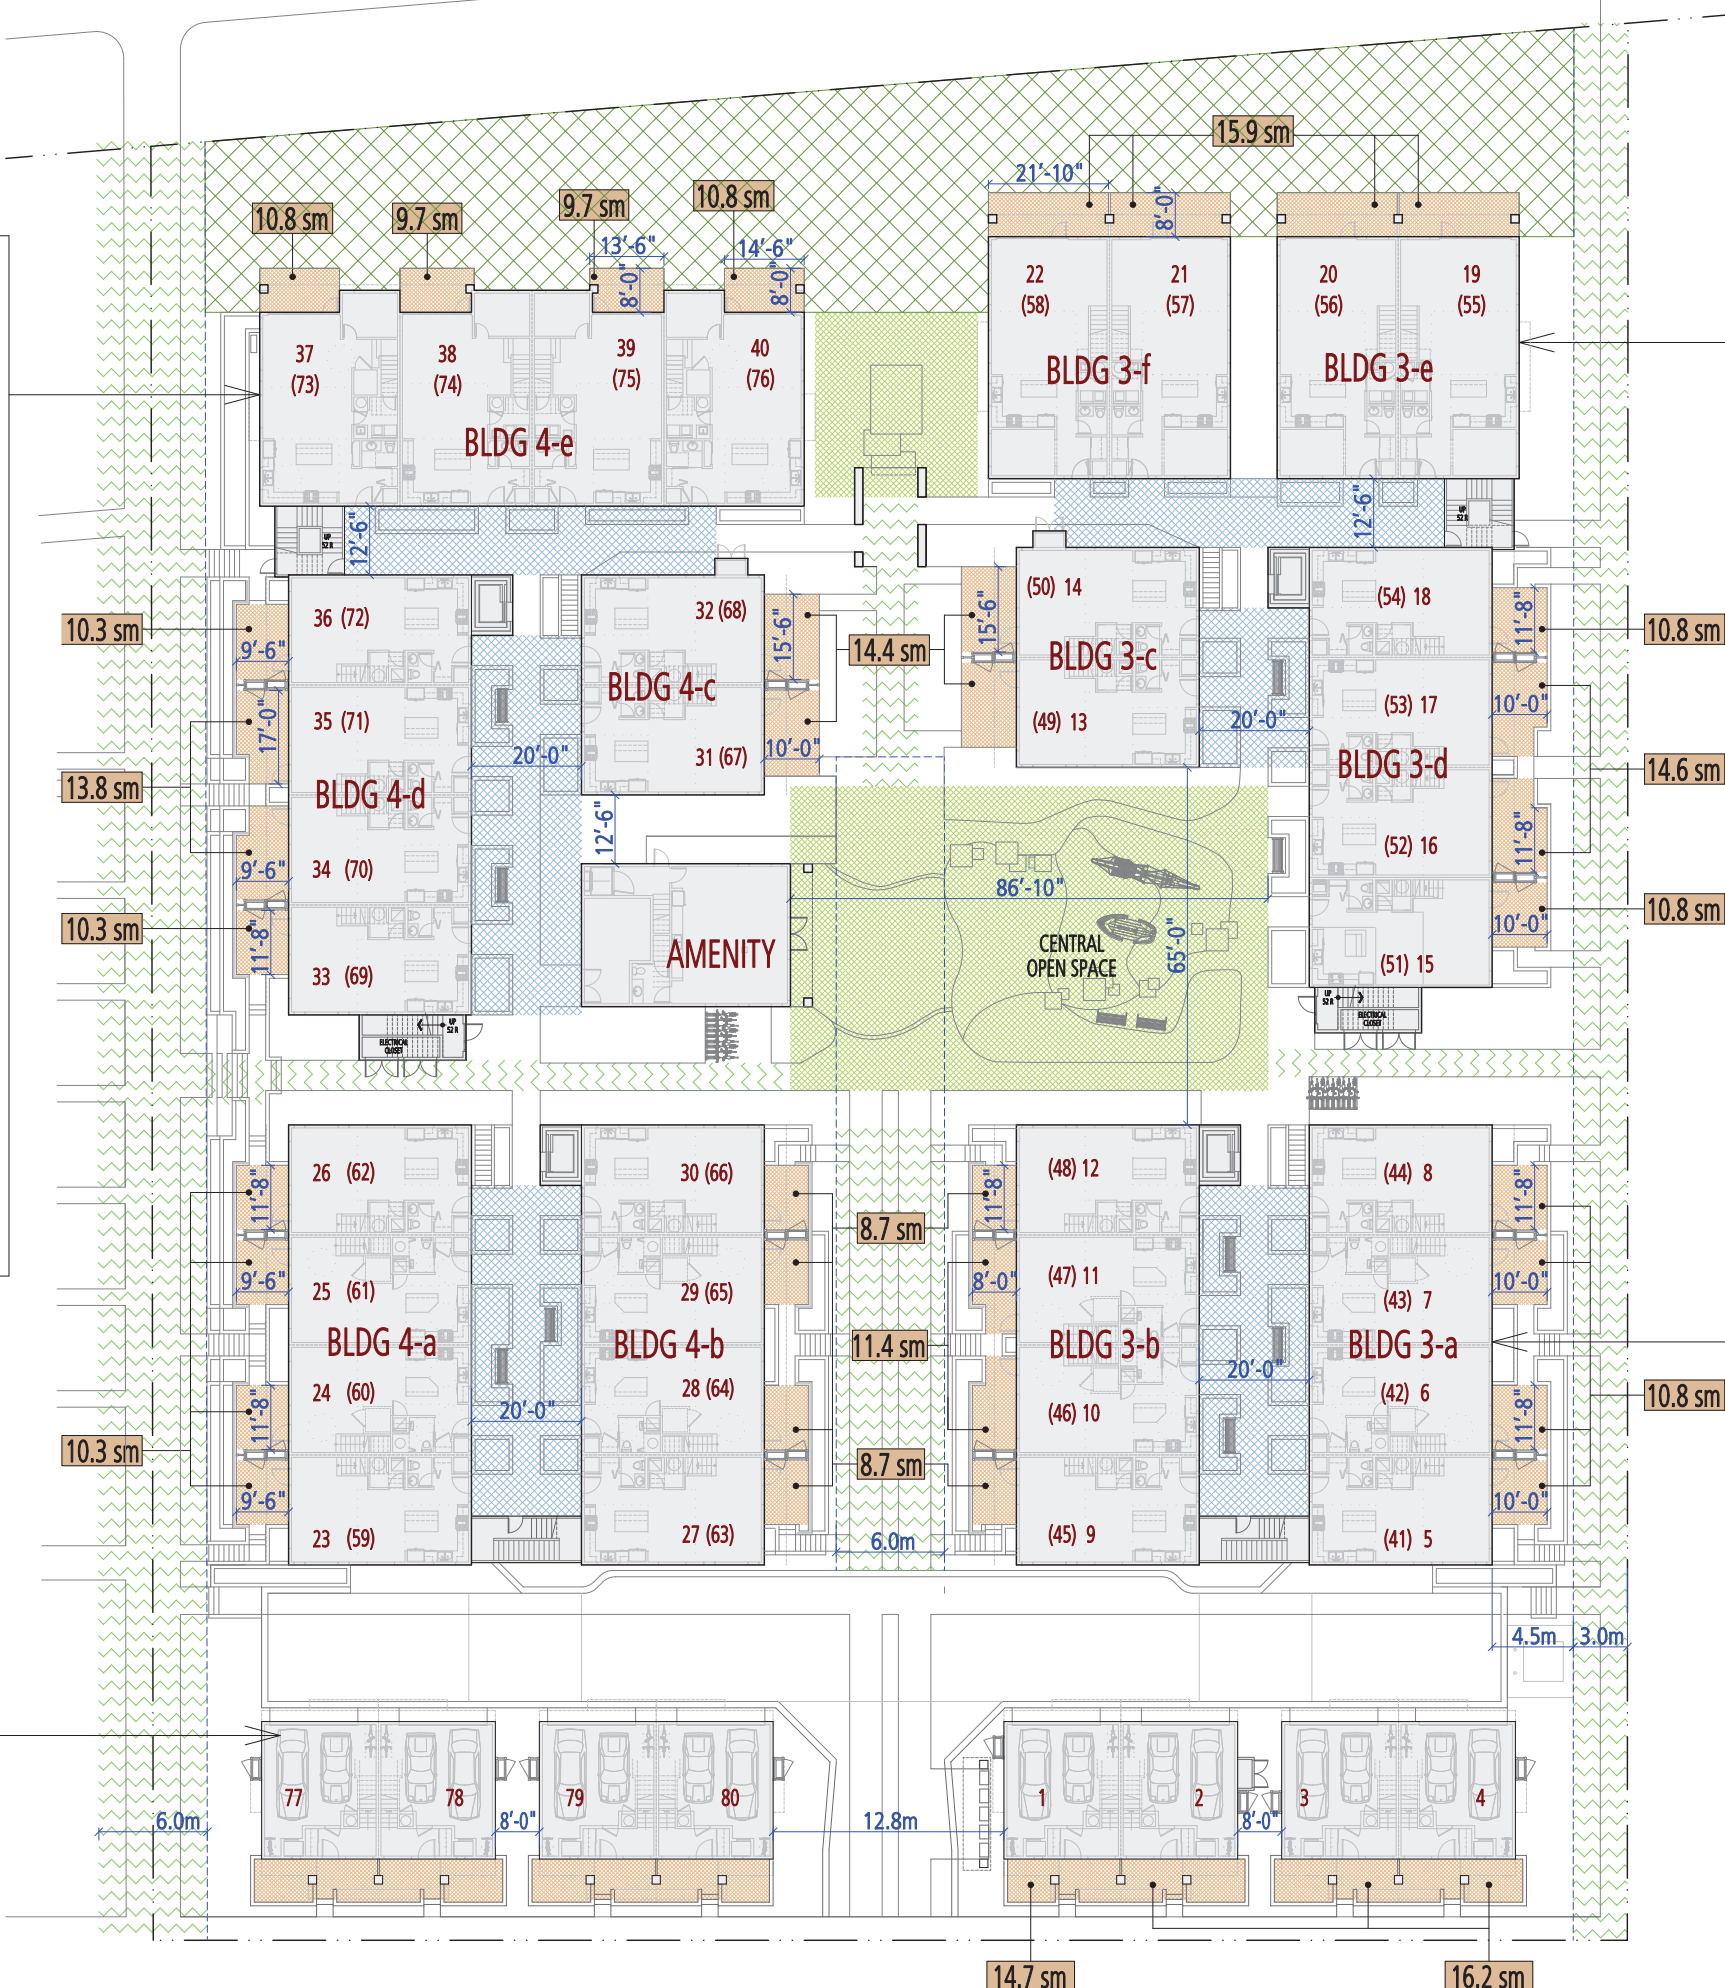 15.9 sm
21'-10"
8'-0"
10.8 sm
9.7 sm
9.7 sm
10.8 sm
13'-6"
14'-6"
8'-0"
8'-0"
22
(58)
21
(57)
20
(56)
19
(55)
BLDG 3-f
BLDG 3-e
37
(73)
38
(74)
39
(75)
40
(76)
BLDG 4-e
12'-6"
12'-6"
UP
52 R
UP
52 R
10.3 sm
36 (72)
9'-6"
32 (68)
15'-6"
14.4 sm
15'-6"
(50) 14
BLDG 3-c
(54) 18
11'-8"
10.8 sm
BLDG 4-c
35 (71)
17'-0"
20'-0"
31 (67)
10'-0"
(49) 13
20'-0"
(53) 17
10'-0"
13.8 sm
BLDG 4-d
BLDG 3-d
14.6 sm
12'-6"
34 (70)
9'-6"
(52) 16
11'-8"
86'-10"
10.3 sm
11'-8"
10.8 sm
10'-0"
AMENITY
CENTRAL
OPEN SPACE
65'-0"
33 (69)
(51) 15
UP
52 R
ELECTRICAL
CLOSET
UP
52 R
ELECTRICAL
CLOSET
26 (62)
11'-8"
30 (66)
8.7 sm
11'-8"
(48) 12
(44) 8
11'-8"
25 (61)
9'-6"
29 (65)
8'-0"
(47) 11
(43) 7
10'-0"
BLDG 4-a
BLDG 4-b
11.4 sm
BLDG 3-b
BLDG 3-a
24 (60)
11'-8"
20'-0"
28 (64)
(46) 10
20'-0"
(42) 6
11'-8"
10.8 sm
10.3 sm
8.7 sm
9'-6"
10'-0"
23 (59)
27 (63)
6.0m
(45) 9
(41) 5
4.5m
3.0m
77
78
79
80
1
2
3
4
6.0m
8'-0"
12.8m
8'-0"
14.7 sm
16.2 sm